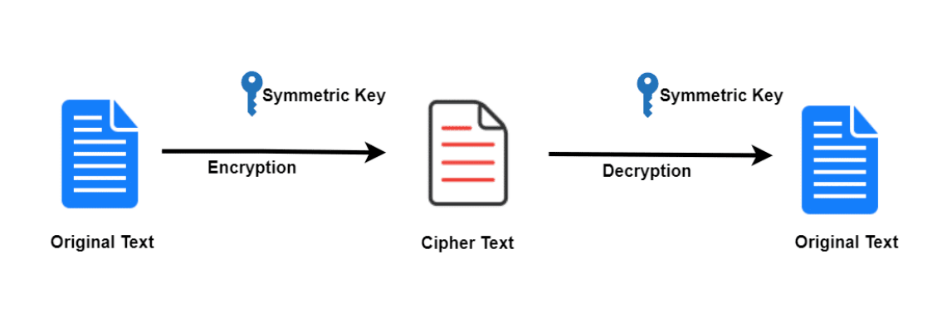 Symmetric Key
Symmetric Key
Encryption
Decryption
Original Text
Cipher Text
Original Text